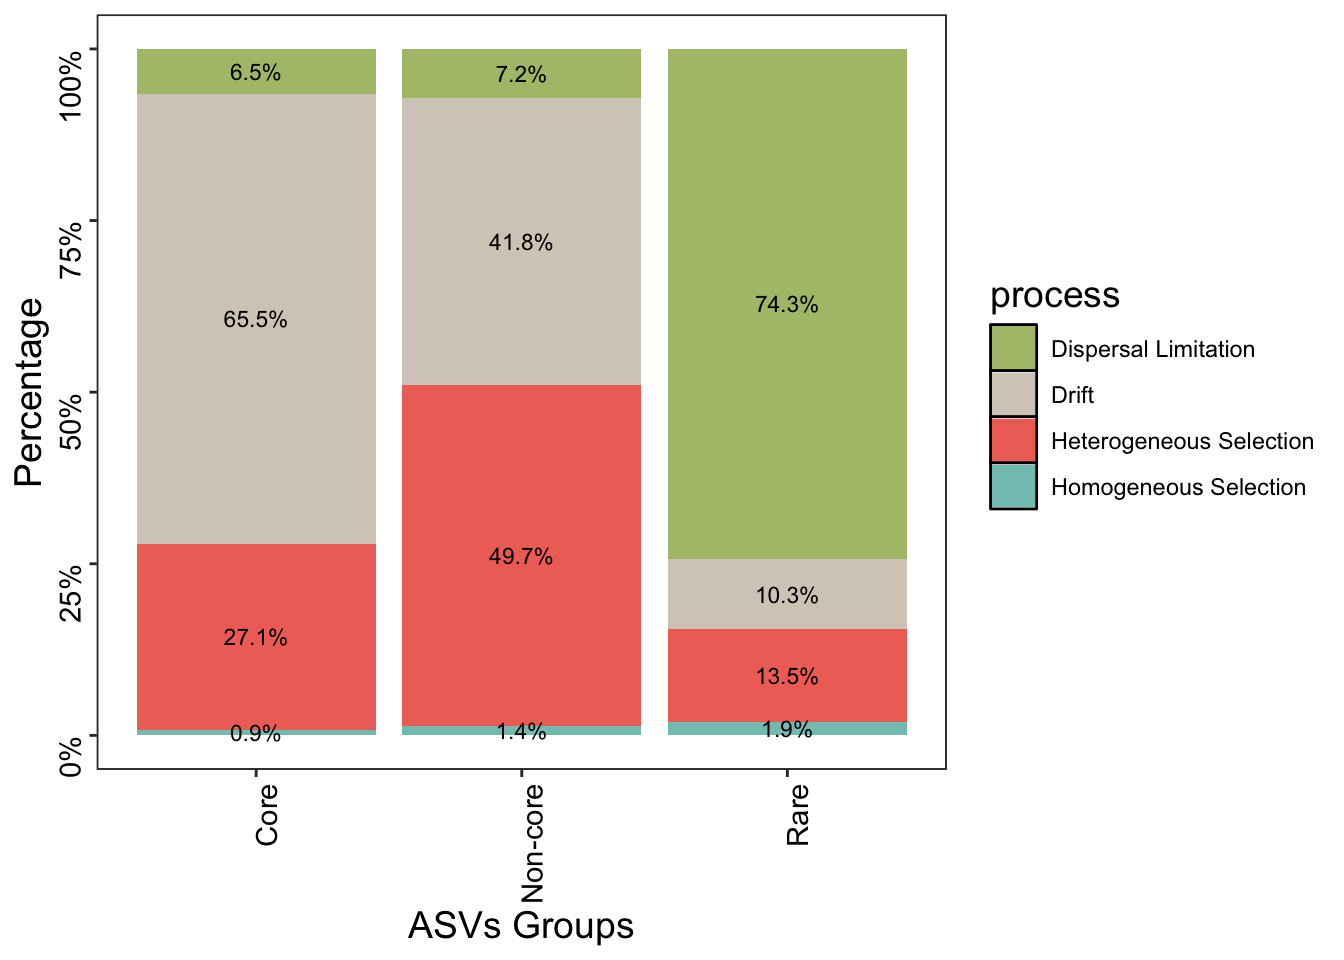 Percentage
100%
75%
50%
25%
0%
6.5%
65.5%
27.1%
0.9%
7.2%
41.8%
49.7%
1.4%
74.3%
10.3%
13.5%
1.9%
Core
Non-core
Rare
ASVs Groups
process
Dispersal Limitation
Drift
Heterogeneous Selection
Homogeneous Selection